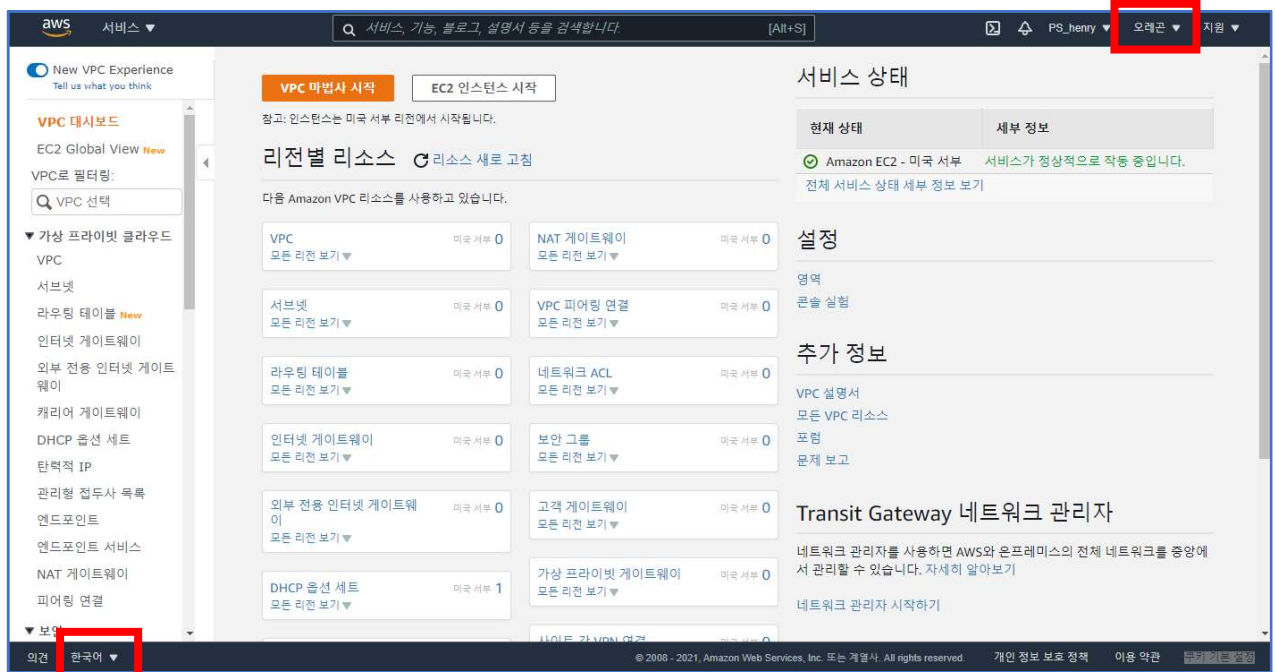 aws
서비스 ▼
서비스, 기능, 블로그, 설명서 등을 검색합니다.
[Alt+S]
PS_henry ▼
오레곤 ▼
지원 ▼
New VPC Experience
Tell us what you think
VPC 대시보드
EC2 Global View New
VPC로 필터링:
VPC 선택
▼ 가상 프라이빗 클라우드
VPC
서브넷
라우팅 테이블 New
인터넷 게이트웨이
외부 전용 인터넷 게이트
웨이
캐리어 게이트웨이
DHCP 옵션 세트
탄력적 IP
관리형 접두사 목록
엔드포인트
엔드포인트 서비스
NAT 게이트웨이
피어링 연결
▼ 보안
VPC 마법사 시작
EC2 인스턴스 시작
참고: 인스턴스는 미국 서부 리전에서 시작됩니다.
리전별 리소스
리소스 새로 고침
다음 Amazon VPC 리소스를 사용하고 있습니다.
VPC 미국 서부 0
모든 리전 보기 ▼
NAT 게이트웨이 미국 서부 0
모든 리전 보기 ▼
서브넷 미국 서부 0
모든 리전 보기 ▼
VPC 피어링 연결 미국 서부 0
모든 리전 보기 ▼
라우팅 테이블 미국 서부 0
모든 리전 보기 ▼
네트워크 ACL 미국 서부 0
모든 리전 보기 ▼
인터넷 게이트웨이 미국 서부 0
모든 리전 보기 ▼
보안 그룹 미국 서부 0
모든 리전 보기 ▼
외부 전용 인터넷 게이트웨 미국 서부 0
이
모든 리전 보기 ▼
고객 게이트웨이 미국 서부 0
모든 리전 보기 ▼
DHCP 옵션 세트 미국 서부 1
모든 리전 보기 ▼
가상 프라이빗 게이트웨이 미국 서부 0
모든 리전 보기 ▼
사이트 간 VPN 연결 미국 서부 0
서비스 상태
현재 상태 세부 정보
Amazon EC2 - 미국 서부 서비스가 정상적으로 작동 중입니다.
전체 서비스 상태 세부 정보 보기
설정
영역
콘솔 실험
추가 정보
VPC 설명서
모든 VPC 리소스
포럼
문제 보고
Transit Gateway 네트워크 관리자
네트워크 관리자를 사용하면 AWS와 온프레미스의 전체 네트워크를 중앙에
서 관리할 수 있습니다. 자세히 알아보기
네트워크 관리자 시작하기
의견
한국어 ▼
© 2008 - 2021, Amazon Web Services, Inc. 또는 계열사. All rights reserved.
개인 정보 보호 정책
이용 약관
쿠키 기본 설정